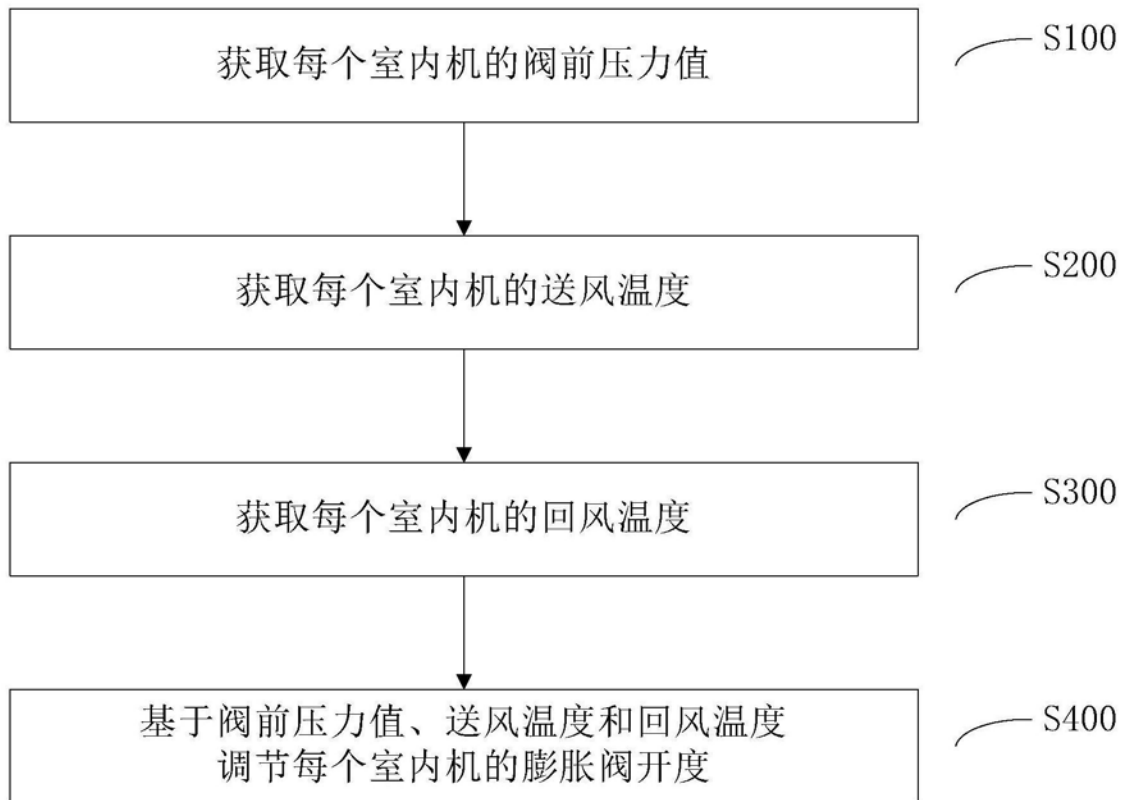 获取每个室内机的阀前压力值
S100
获取每个室内机的送风温度
S200
获取每个室内机的回风温度
S300
基于阀前压力值、送风温度和回风温度
调节每个室内机的膨胀阀开度
S400